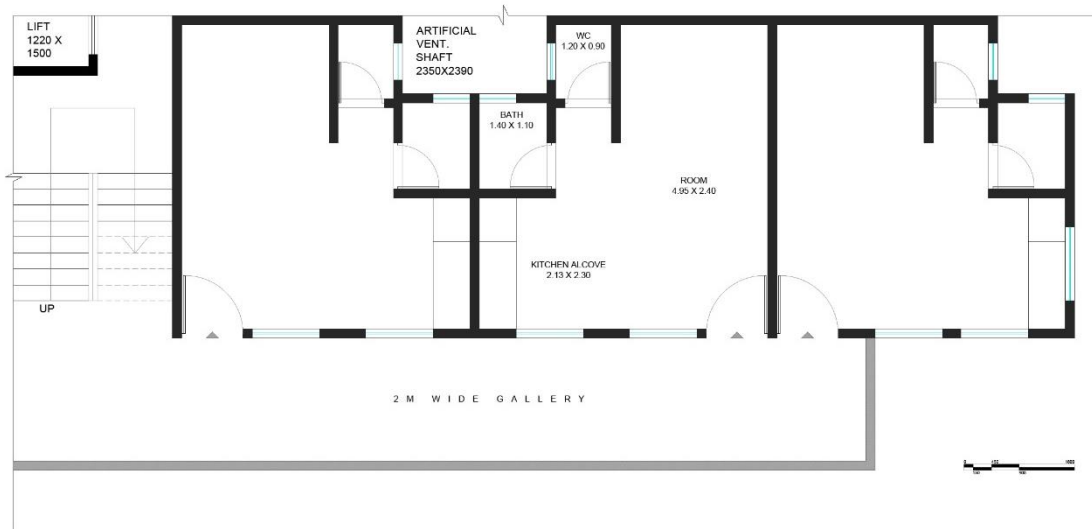 LIFT
1220 X
1500
ARTIFICIAL
VENT.
SHAFT
2350X2390
WC
1.20 X 0.90
BATH
1.40 X 1.10
ROOM
4.95 X 2.40
KITCHEN ALCOVE
2.13 X 2.30
UP
2M WIDE GALLERY